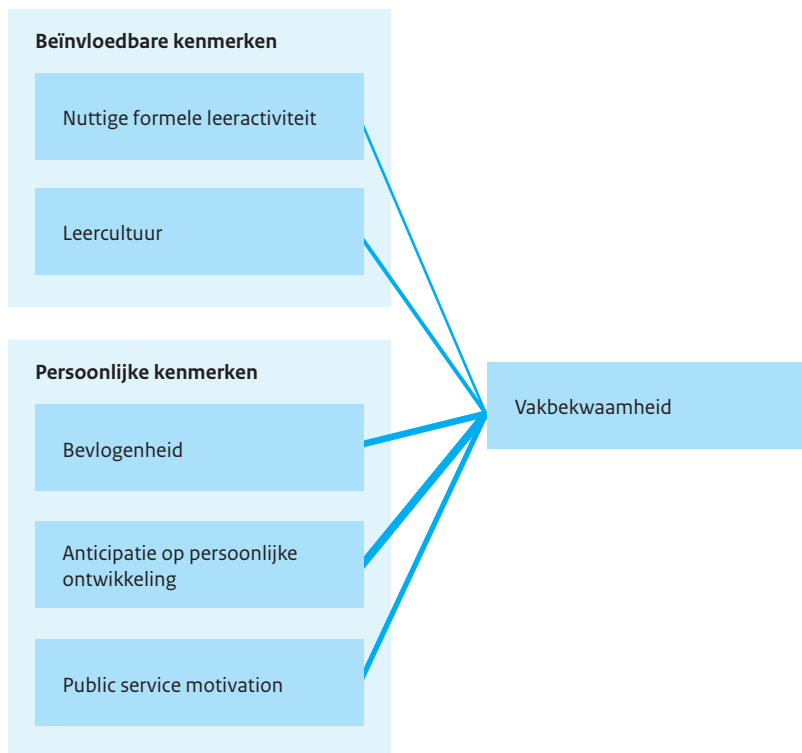 Beïnvloedbare kenmerken
Nuttige formele leeractiviteit
Leercultuur
Persoonlijke kenmerken
Bevlogenheid
Anticipatie op persoonlijke
ontwikkeling
Public service motivation
Vakbekwaamheid